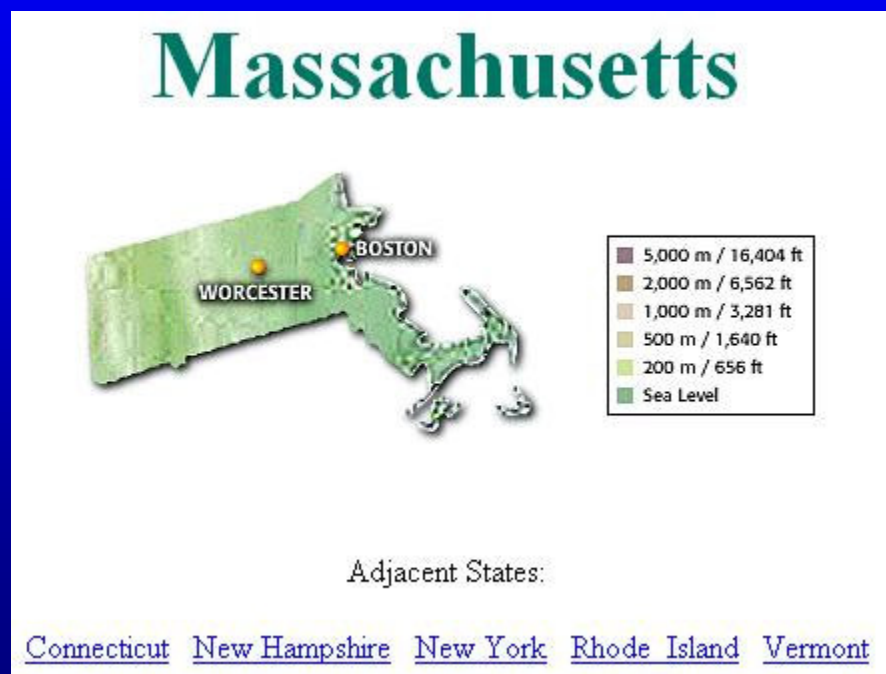 Massachusetts
BOSTON
WORCESTER
5,000 m / 16,404 ft
2,000 m / 6,562 ft
1,000 m / 3,281 ft
500 m / 1,640 ft
200 m / 656 ft
Sea Level
Adjacent States:
Connecticut New Hampshire New York Rhode Island Vermont